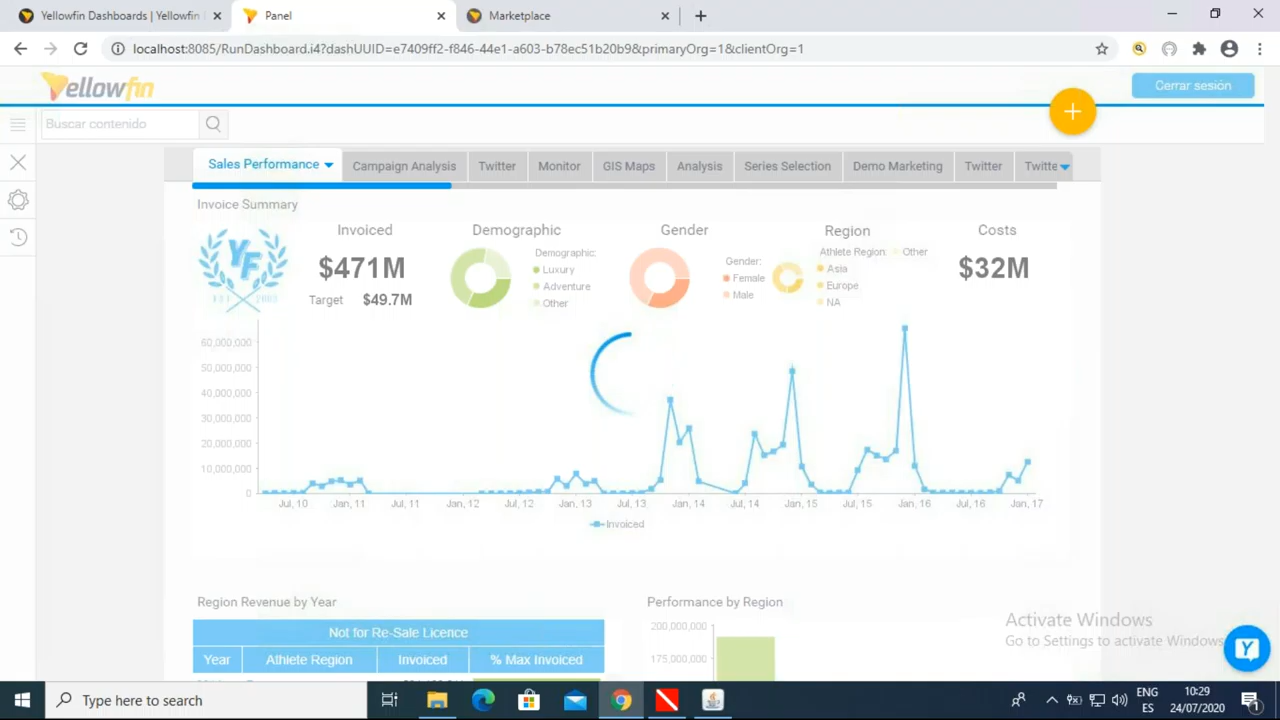 Yellowfin Dashboards | Yellowfin
Panel
Marketplace
localhost:8085/RunDashboard.i4?dashUUID=e7409ff2-f846-44e1-a603-b78ec51b20b9&primaryOrg=1&clientOrg=1
Yellowfin
Cerrar sesión
Buscar contenido
Sales Performance
Campaign Analysis
Twitter
Monitor
GIS Maps
Analysis
Series Selection
Demo Marketing
Twitter
Twitte
Invoice Summary
YF
Invoiced
$471M
Target $49.7M
Demographic
Demographic:
Luxury
Adventure
Other
Gender
Gender:
Female
Male
Region
Athlete Region: Other
Asia
Europe
NA
Costs
$32M
60,000,000
50,000,000
40,000,000
30,000,000
20,000,000
10,000,000
0
Jul, 10 Jan, 11 Jul, 11 Jan, 12 Jul, 12 Jan, 13 Jul, 13 Jan, 14 Jul, 14 Jan, 15 Jul, 15 Jan, 16 Jul, 16 Jan, 17
Invoiced
Region Revenue by Year
Not for Re-Sale Licence
Year Athlete Region Invoiced % Max Invoiced
Performance by Region
200,000,000
175,000,000
Activate Windows
Go to Settings to activate Windows
Type here to search
ENG
ES
10:29
24/07/2020
1